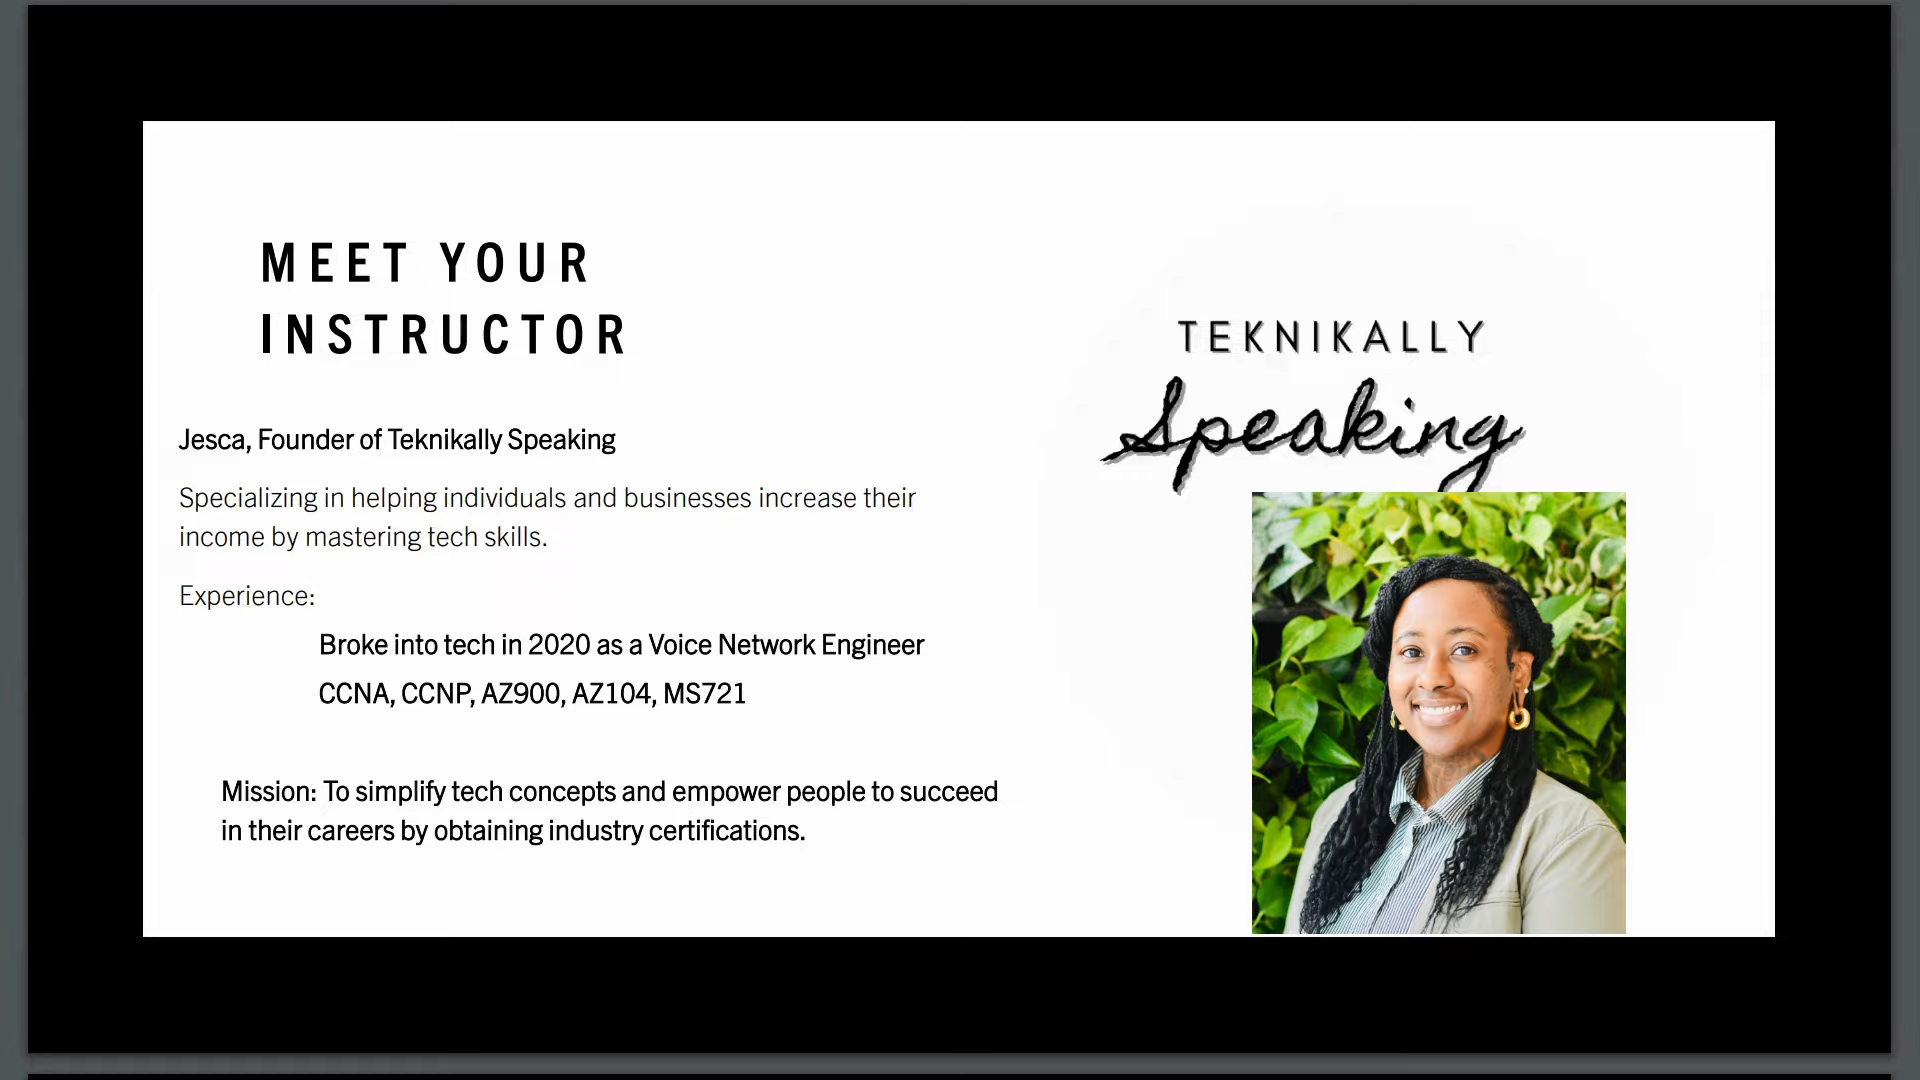 MEET YOUR
INSTRUCTOR
Jesca, Founder of Teknikally Speaking
Specializing in helping individuals and businesses increase their
income by mastering tech skills.
Experience:
Broke into tech in 2020 as a Voice Network Engineer
CCNA, CCNP, AZ900, AZ104, MS721
Mission: To simplify tech concepts and empower people to succeed
in their careers by obtaining industry certifications.
TEKNIKALLY
Speaking